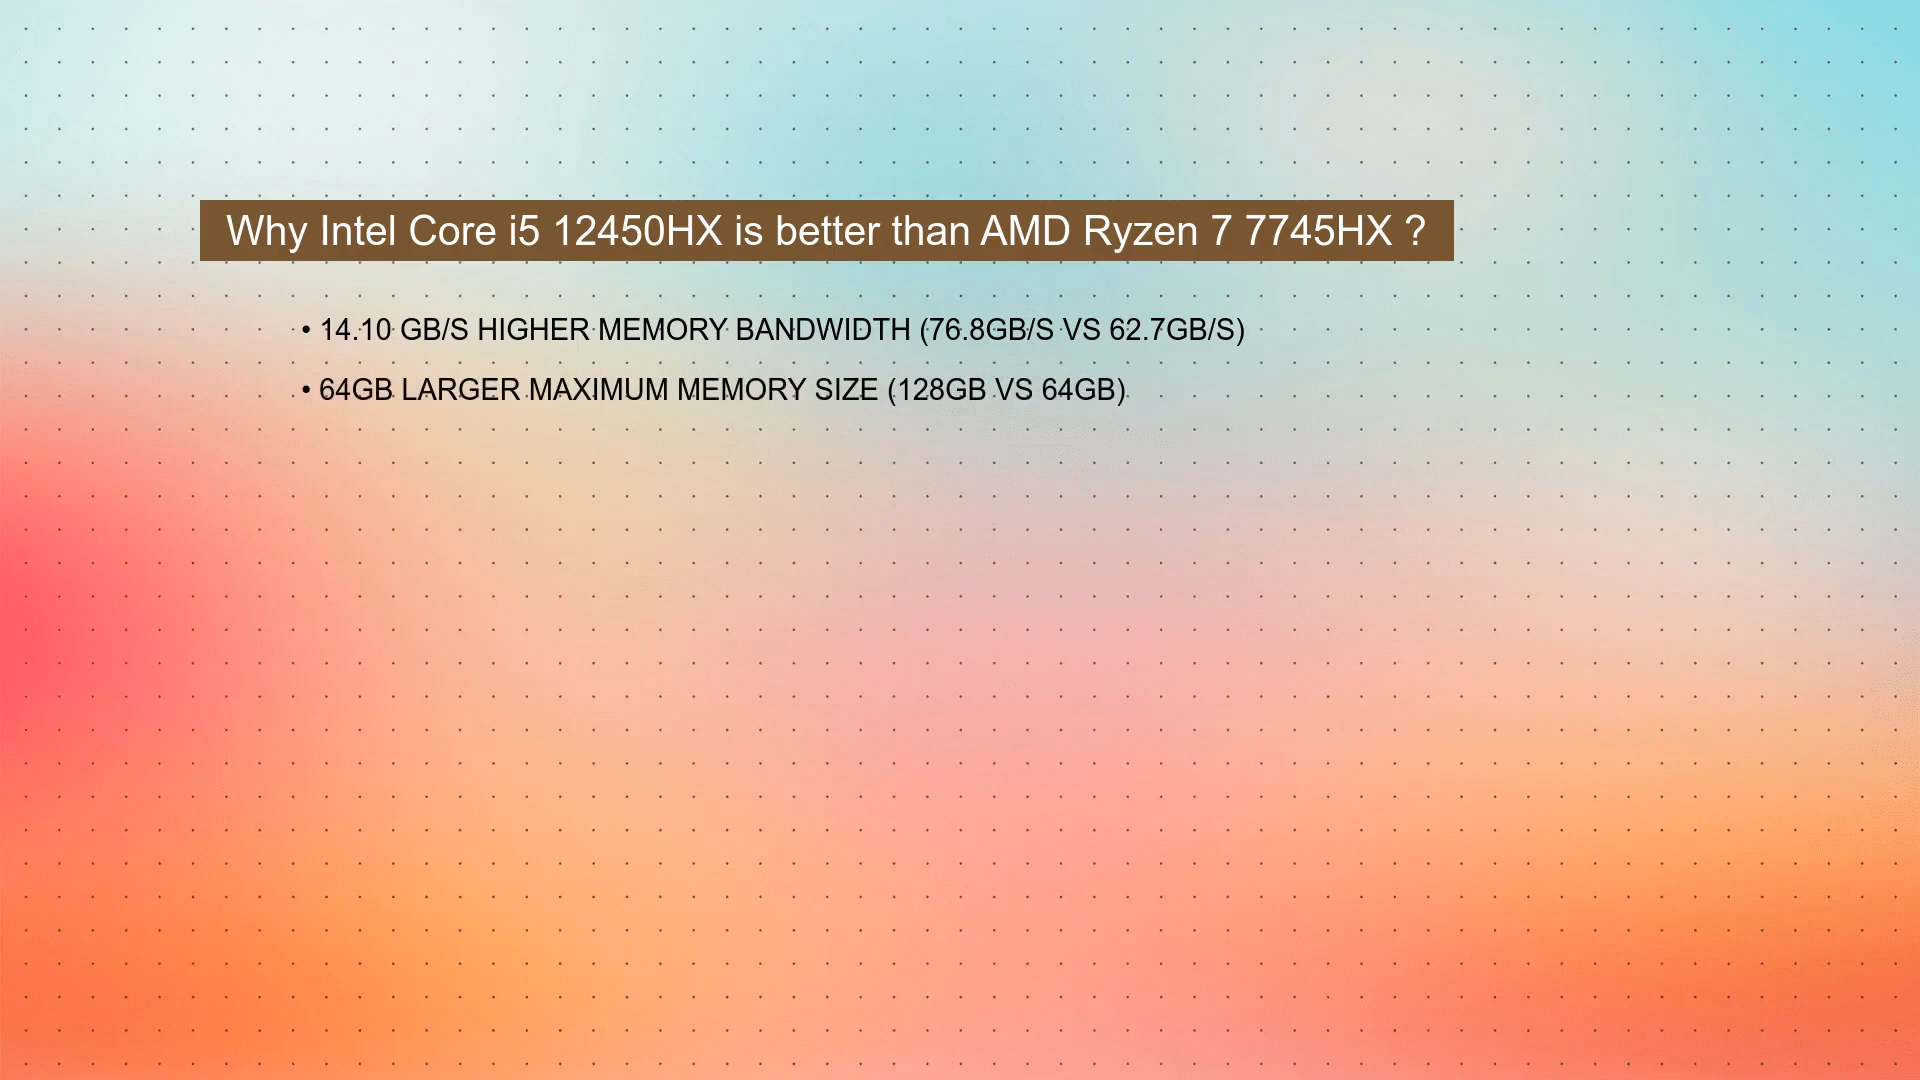 Why Intel Core i5 12450HX is better than AMD Ryzen 7 7745HX ?
• 14.10 GB/S HIGHER MEMORY BANDWIDTH (76.8GB/S VS 62.7GB/S)
• 64GB LARGER MAXIMUM MEMORY SIZE (128GB VS 64GB)